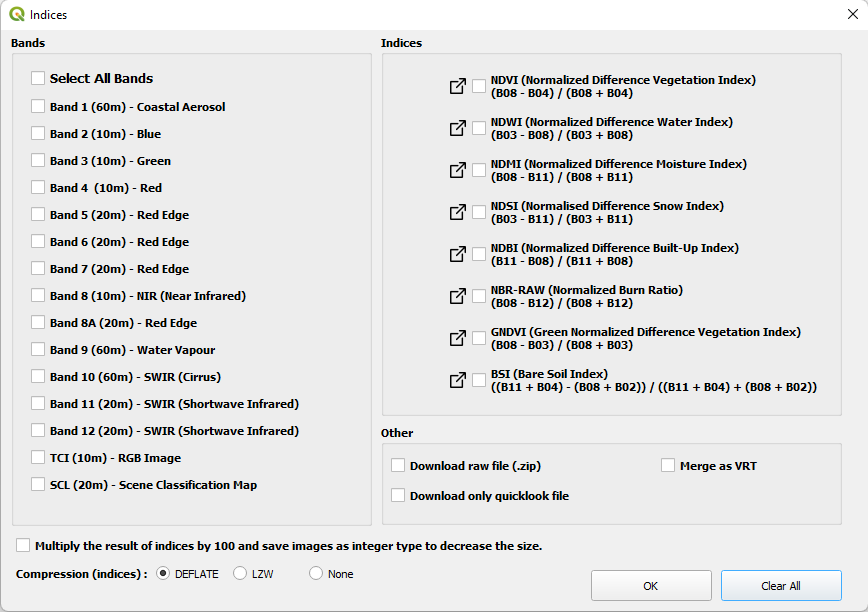 Indices
Bands
Select All Bands
Band 1 (60m) - Coastal Aerosol
Band 2 (10m) - Blue
Band 3 (10m) - Green
Band 4  (10m) - Red
Band 5 (20m) - Red Edge
Band 6 (20m) - Red Edge
Band 7 (20m) - Red Edge
Band 8 (10m) - NIR (Near Infrared)
Band 8A (20m) - Red Edge
Band 9 (60m) - Water Vapour
Band 10 (60m) - SWIR (Cirrus)
Band 11 (20m) - SWIR (Shortwave Infrared)
Band 12 (20m) - SWIR (Shortwave Infrared)
TCI (10m) - RGB Image
SCL (20m) - Scene Classification Map
Indices
NDVI (Normalized Difference Vegetation Index)
(B08 - B04) / (B08 + B04)
NDWI (Normalized Difference Water Index)
(B03 - B08) / (B03 + B08)
NDMI (Normalized Difference Moisture Index)
(B08 - B11) / (B08 + B11)
NDSI (Normalised Difference Snow Index)
(B03 - B11) / (B03 + B11)
NDBI (Normalized Difference Built-Up Index)
(B11 - B08) / (B11 + B08)
NBR-RAW (Normalized Burn Ratio)
(B08 - B12) / (B08 + B12)
GNDVI (Green Normalized Difference Vegetation Index)
(B08 - B03) / (B08 + B03)
BSI (Bare Soil Index)
((B11 + B04) - (B08 + B02)) / ((B11 + B04) + (B08 + B02))
Other
Download raw file (.zip)
Merge as VRT
Download only quicklook file
Multiply the result of indices by 100 and save images as integer type to decrease the size.
Compression (indices) : DEFLATE LZW None
OK
Clear All